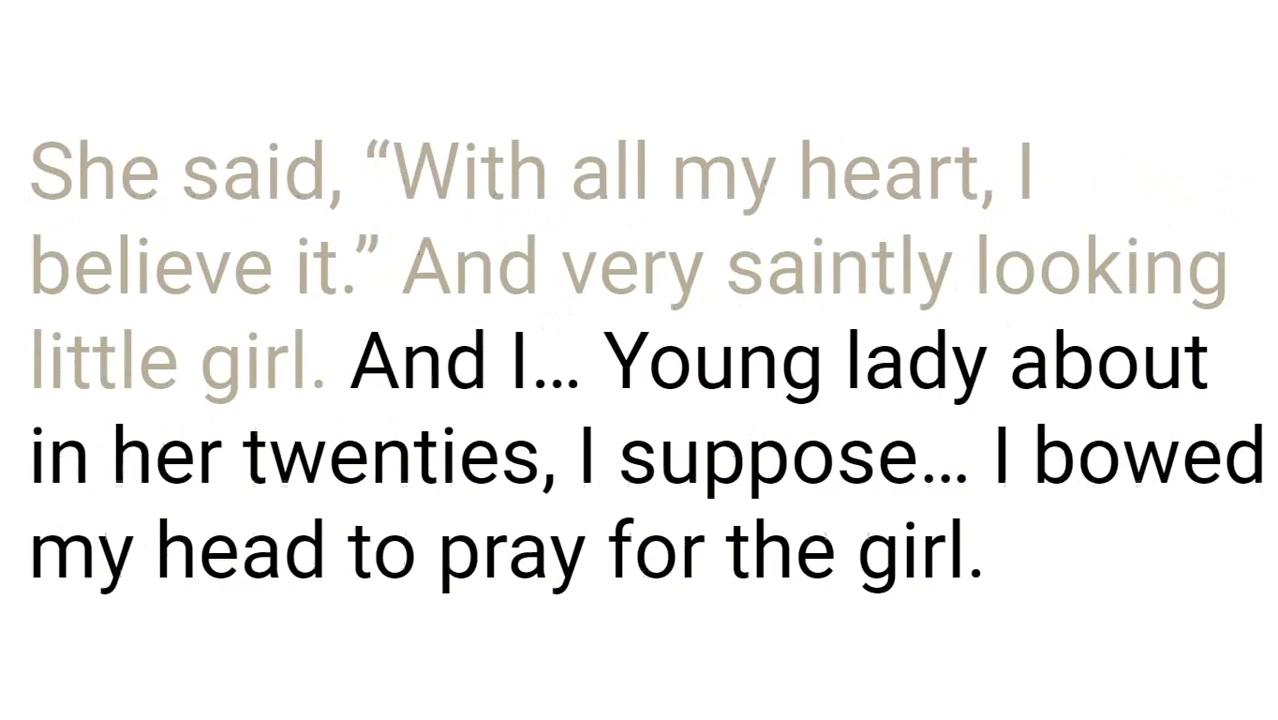 She said, “With all my heart, I
believe it.” And very saintly looking
little girl. And I… Young lady about
in her twenties, I suppose… I bowed
my head to pray for the girl.